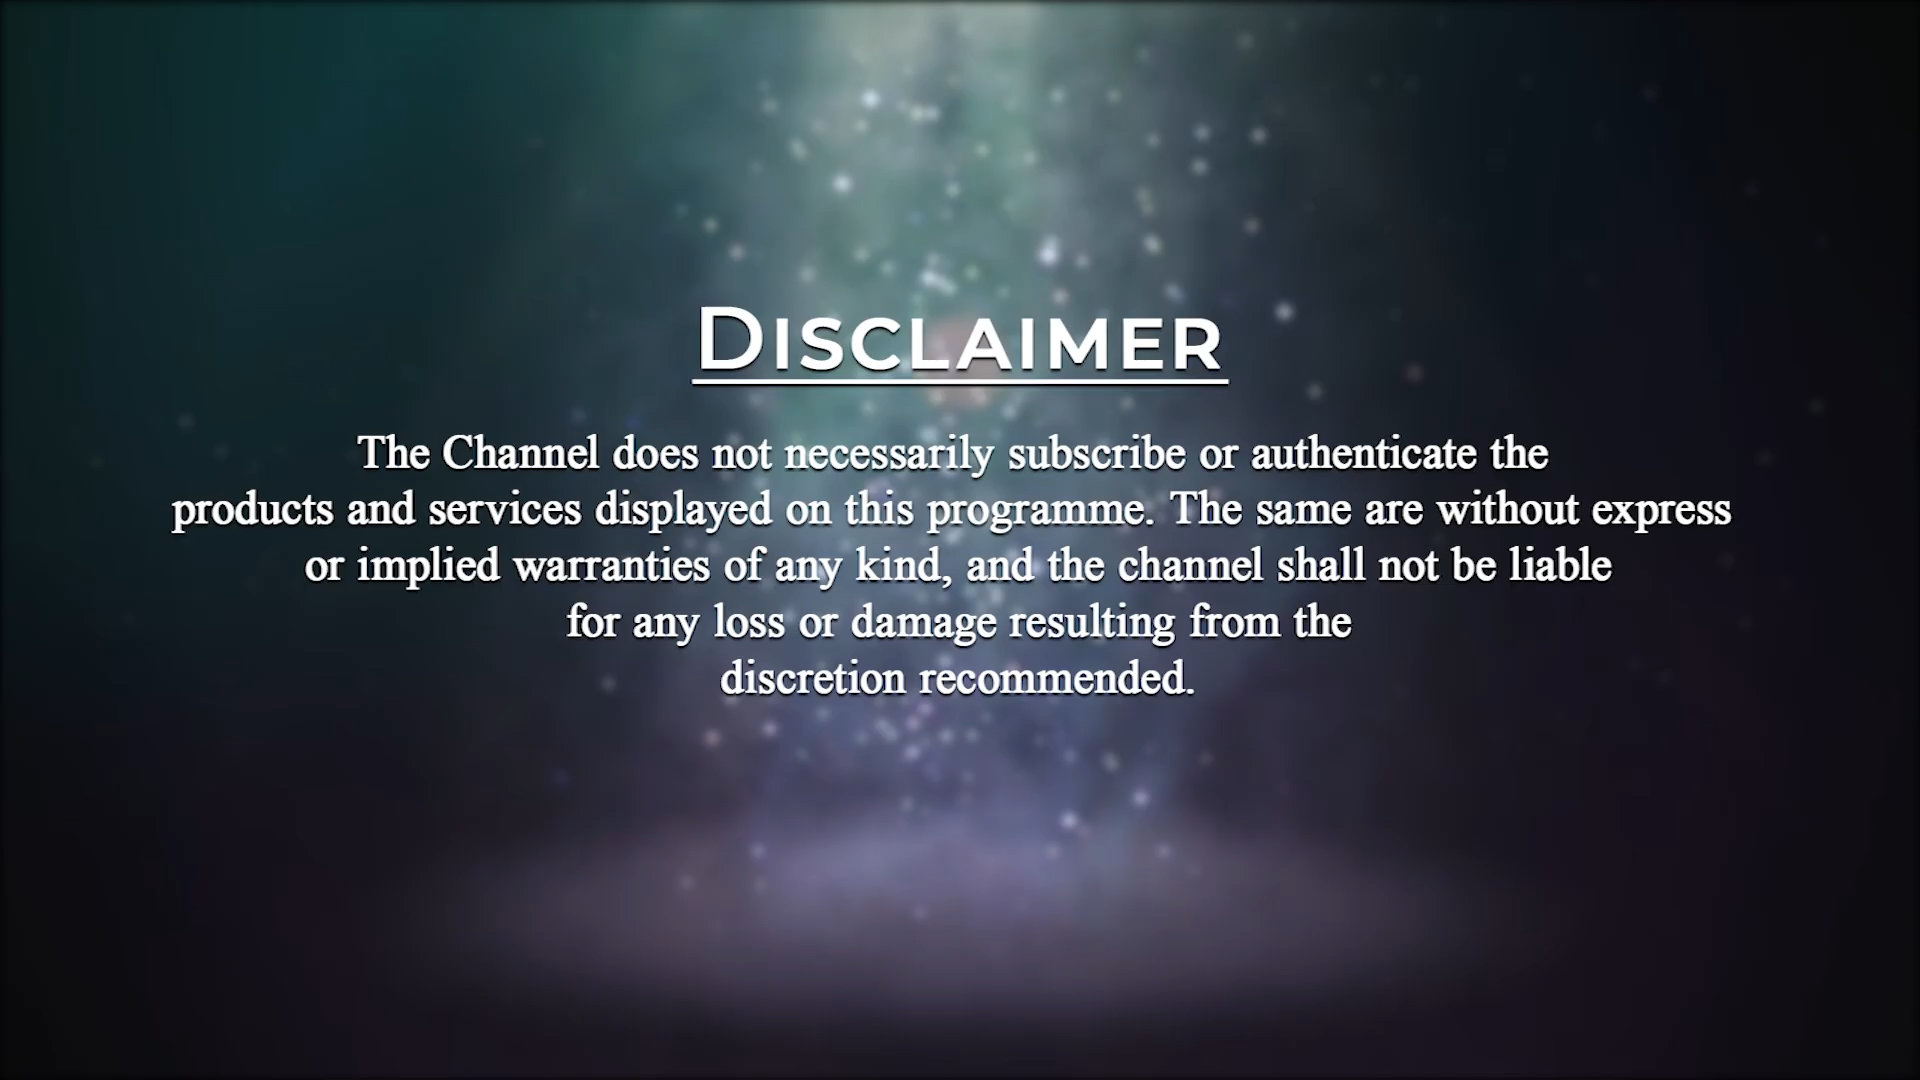 DISCLAIMER
The Channel does not necessarily subscribe or authenticate the
products and services displayed on this programme. The same are without express
or implied warranties of any kind, and the channel shall not be liable
for any loss or damage resulting from the
discretion recommended.